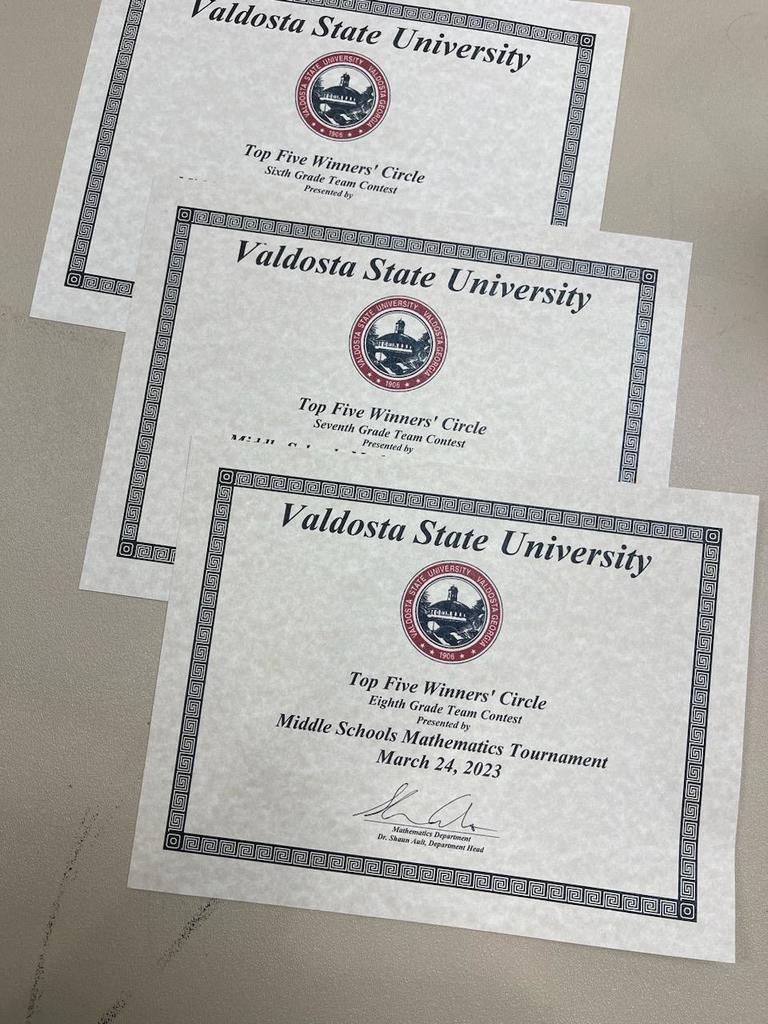 Valdosta State University
VALDOSTA STATE UNIVERSITY VALDOSTA GEORGIA
1906
Top Five Winners' Circle
Sixth Grade Team Contest
Presented by
Valdosta State University
VALDOSTA STATE UNIVERSITY VALDOSTA GEORGIA
1906
Top Five Winners' Circle
Seventh Grade Team Contest
Presented by
Valdosta State University
VALDOSTA STATE UNIVERSITY VALDOSTA GEORGIA
1906
Top Five Winners' Circle
Eighth Grade Team Contest
Presented by
Middle Schools Mathematics Tournament
March 24, 2023
Mathematics Department
Dr. Shaun Ault, Department Head